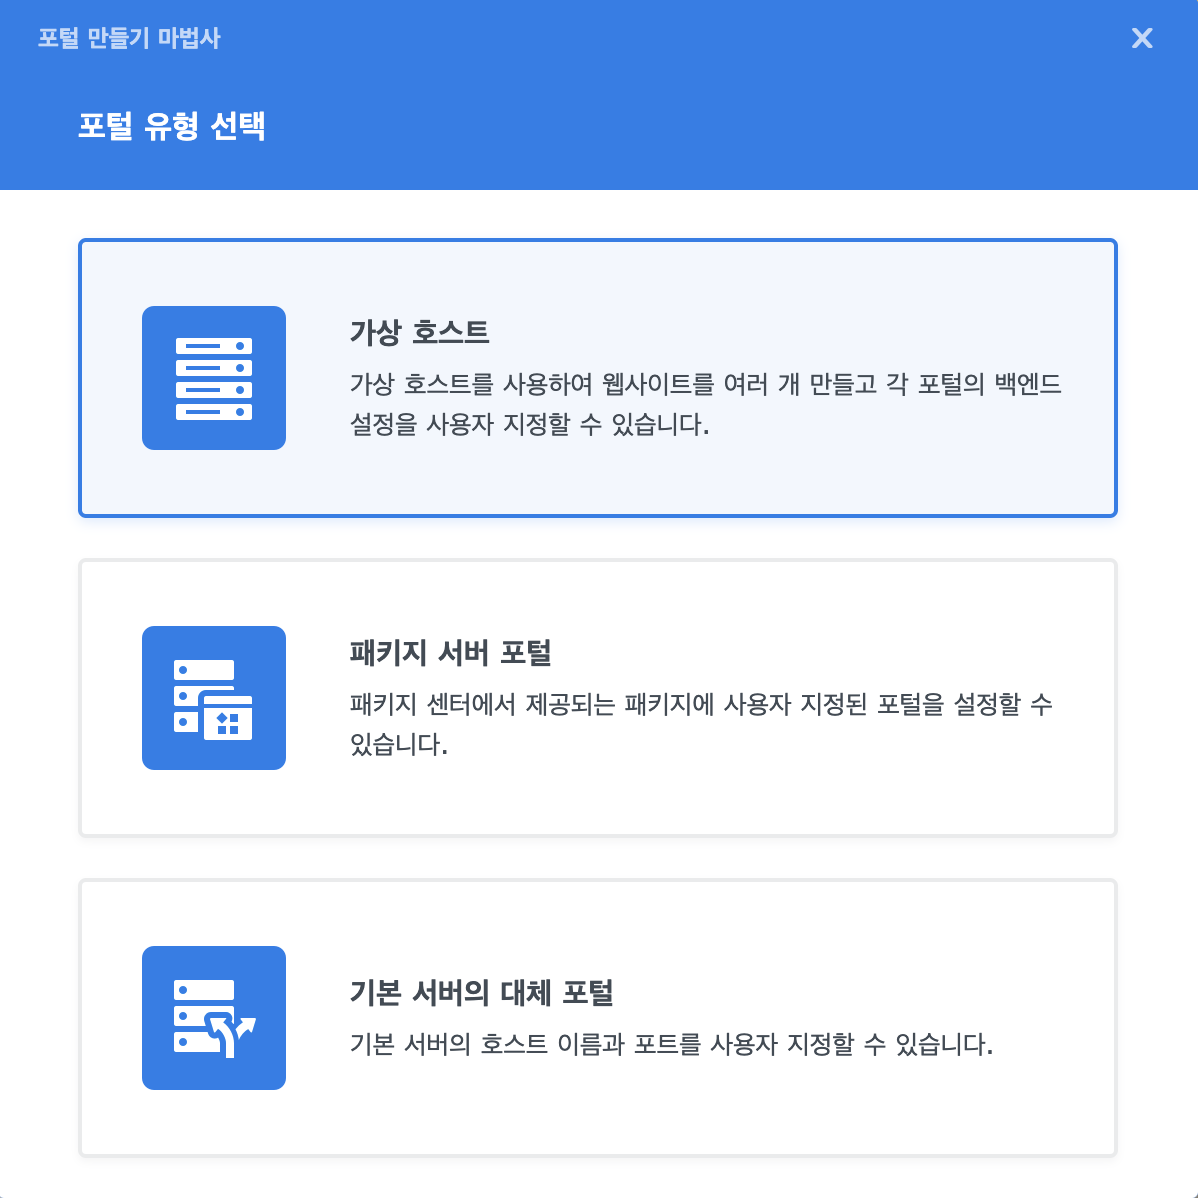 포털 만들기 마법사
포털 유형 선택
가상 호스트
가상 호스트를 사용하여 웹사이트를 여러 개 만들고 각 포털의 백엔드
설정을 사용자 지정할 수 있습니다.
패키지 서버 포털
패키지 센터에서 제공되는 패키지에 사용자 지정된 포털을 설정할 수
있습니다.
기본 서버의 대체 포털
기본 서버의 호스트 이름과 포트를 사용자 지정할 수 있습니다.